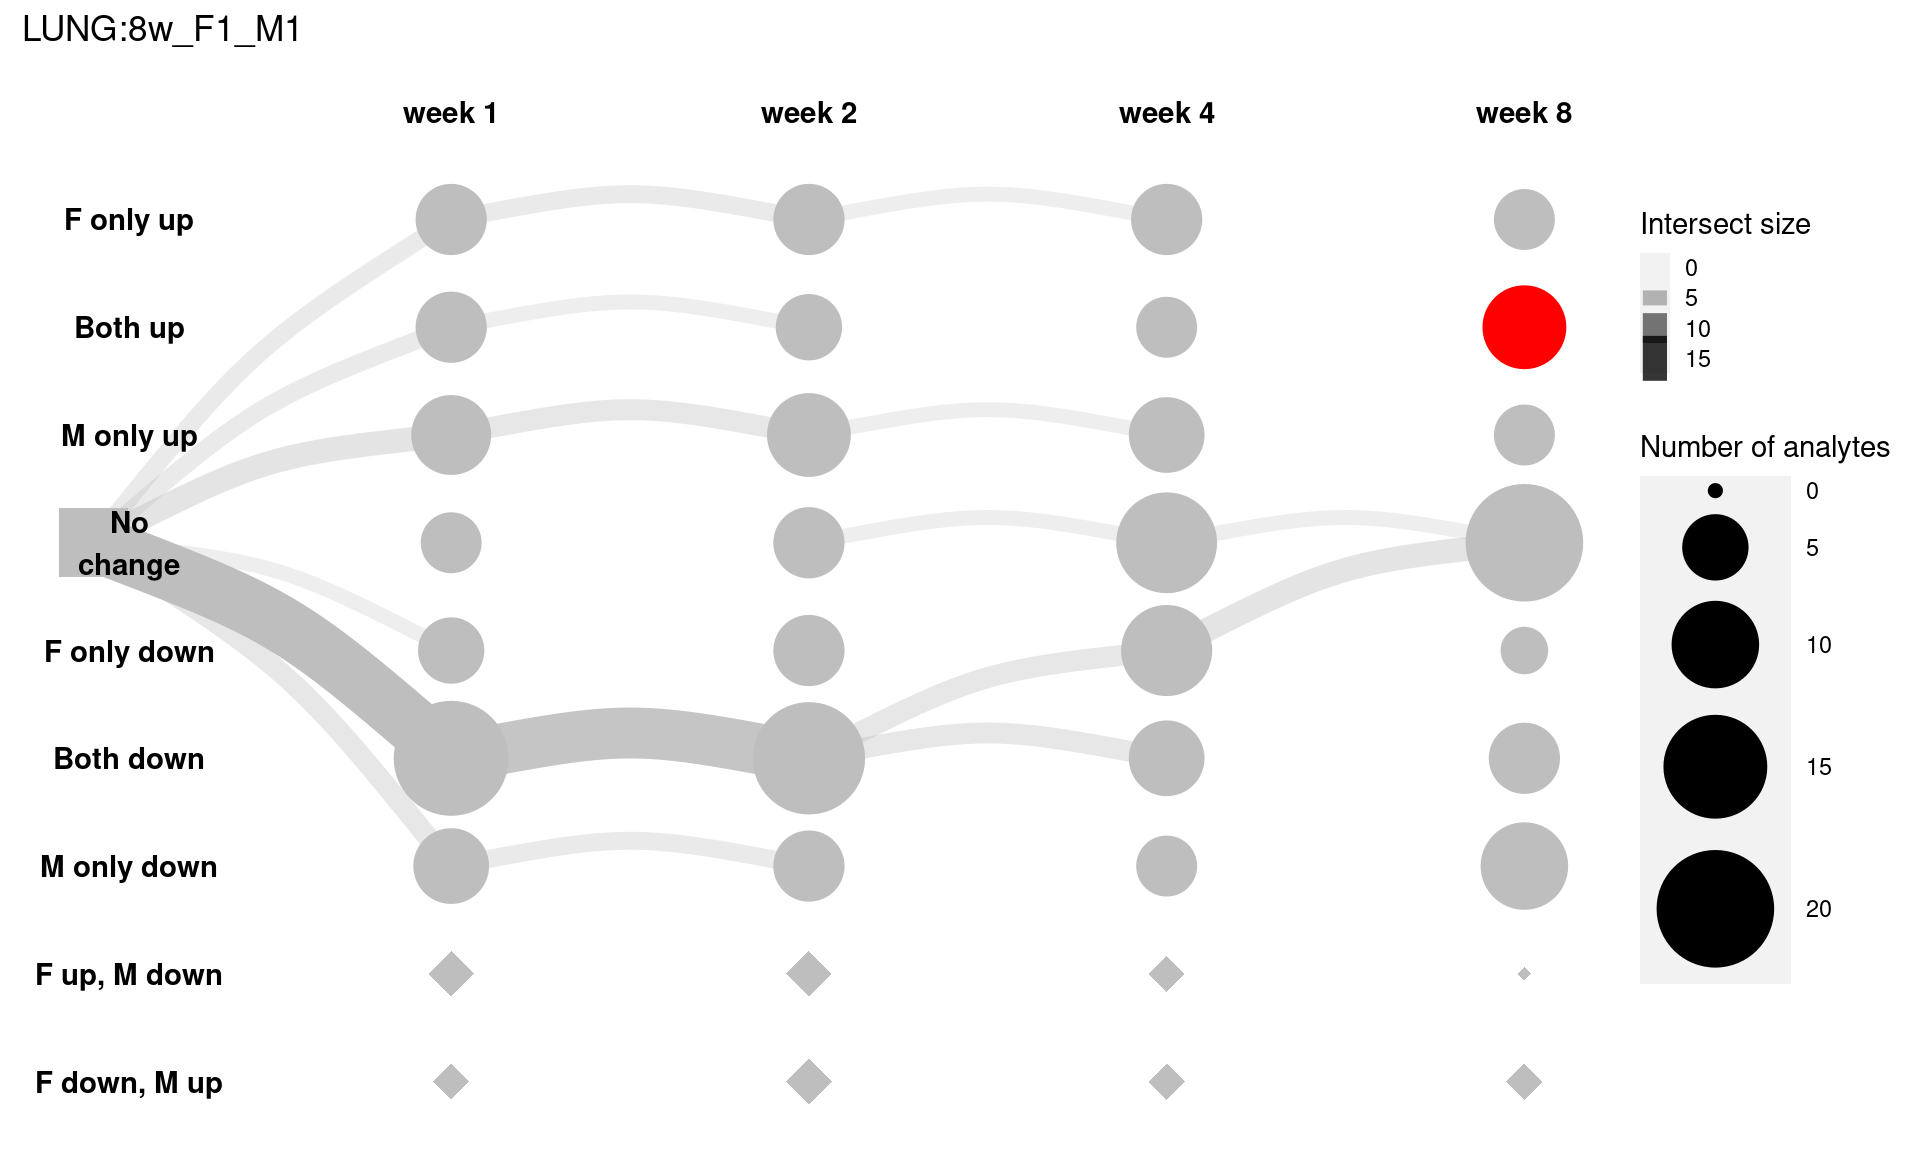 LUNG:8w_F1_M1
week 1
week 2
week 4
week 8
F only up
Both up
M only up
No
change
F only down
Both down
M only down
F up, M down
F down, M up
Intersect size
0
5
10
15
Number of analytes
0
5
10
15
20